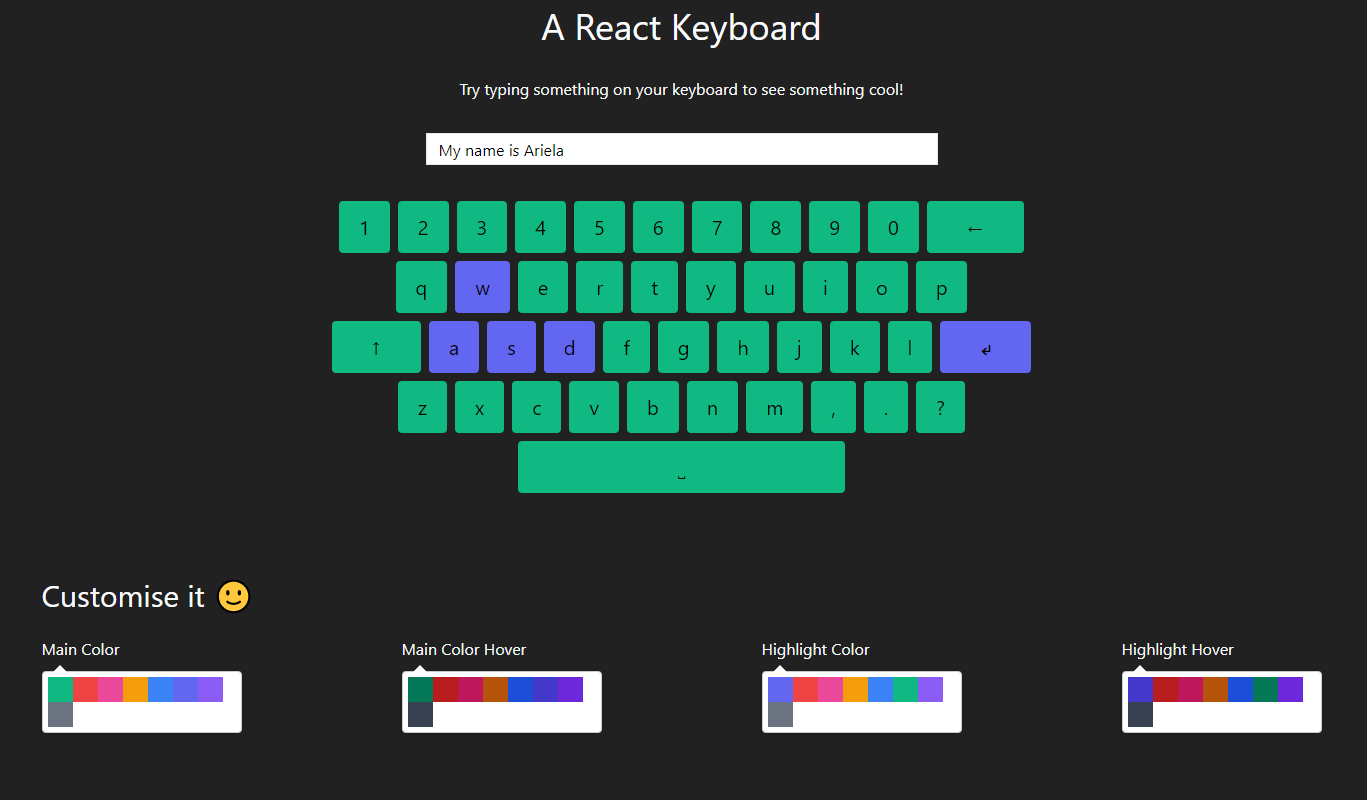 A React Keyboard
Try typing something on your keyboard to see something cool!
My name is Ariela
1 2 3 4 5 6 7 8 9 0 ←
q w e r t y u i o p
↑ a s d f g h j k l ↲
z x c v b n m , . ?
␣
Customise it 🙂
Main Color Main Color Hover Highlight Color Highlight Hover